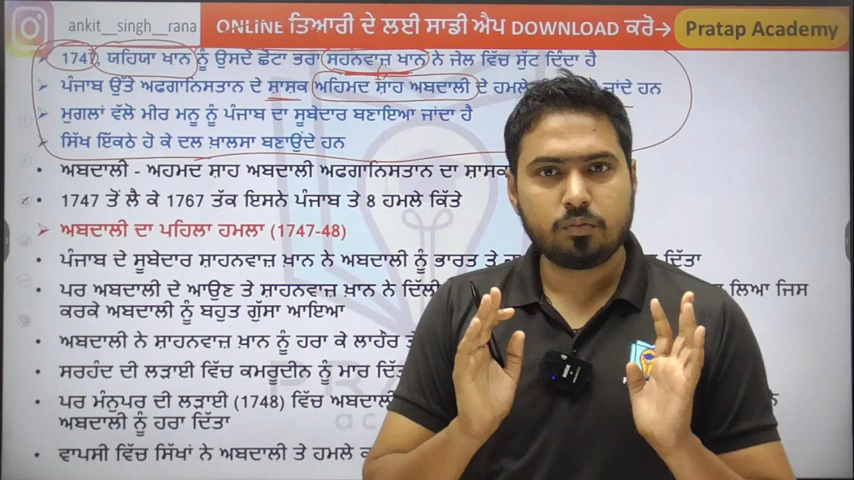 ankit__singh_rana
ONLINE ਤਿਆਰੀ ਦੇ ਲਈ ਸਾਡੀ ਐਪ DOWNLOAD ਕਰੋ
Pratap Academy
1747, ਯਹਿਯਾ ਖਾਨ ਨੂੰ ਉਸਦੇ ਛੋਟਾ ਭਰਾ ਸ਼ਹਨਵਾਜ਼ ਖਾਨ ਨੇ ਜੇਲ ਵਿੱਚ ਸੁੱਟ ਦਿੰਦਾ ਹੈ
ਪੰਜਾਬ ਉੱਤੇ ਅਫਗਾਨਿਸਤਾਨ ਦੇ ਸ਼ਾਸ਼ਕ ਅਹਿਮਦ ਸ਼ਾਹ ਅਬਦਾਲੀ ਦੇ ਹਮਲੇ ਜਾਂਦੇ ਹਨ
ਮੁਗਲਾਂ ਵੱਲੋ ਮੀਰ ਮਨੂ ਨੂੰ ਪੰਜਾਬ ਦਾ ਸੂਬੇਦਾਰ ਬਣਾਇਆ ਜਾਂਦਾ ਹੈ
ਸਿੱਖ ਇੱਕਠੇ ਹੋ ਕੇ ਦਲ ਖ਼ਾਲਸਾ ਬਣਾਉਂਦੇ ਹਨ
ਅਬਦਾਲੀ - ਅਹਮਦ ਸ਼ਾਹ ਅਬਦਾਲੀ ਅਫਗਾਨਿਸਤਾਨ ਦਾ ਸ਼ਾਸਕ
1747 ਤੋਂ ਲੈ ਕੇ 1767 ਤੱਕ ਇਸਨੇ ਪੰਜਾਬ ਤੇ 8 ਹਮਲੇ ਕਿੱਤੇ
ਅਬਦਾਲੀ ਦਾ ਪਹਿਲਾ ਹਮਲਾ (1747-48)
ਪੰਜਾਬ ਦੇ ਸੂਬੇਦਾਰ ਸ਼ਾਹਨਵਾਜ਼ ਖ਼ਾਨ ਨੇ ਅਬਦਾਲੀ ਨੂੰ ਭਾਰਤ ਤੇ ਦਿੱਤਾ
ਪਰ ਅਬਦਾਲੀ ਦੇ ਆਉਣ ਤੇ ਸ਼ਾਹਨਵਾਜ਼ ਖ਼ਾਨ ਨੇ ਦਿੱਲੀ ਲਿਆ ਜਿਸ
ਕਰਕੇ ਅਬਦਾਲੀ ਨੂੰ ਬਹੁਤ ਗੁੱਸਾ ਆਇਆ
ਅਬਦਾਲੀ ਨੇ ਸ਼ਾਹਨਵਾਜ਼ ਖ਼ਾਨ ਨੂੰ ਹਰਾ ਕੇ ਲਾਹੌਰ ਤੇ
ਸਰਹੰਦ ਦੀ ਲੜਾਈ ਵਿੱਚ ਕਮਰੂਦੀਨ ਨੂੰ ਮਾਰ
ਪਰ ਮੰਨੁਪਰ ਦੀ ਲੜਾਈ (1748) ਵਿੱਚ ਅਬਦਾਲੀ ਨੇ
ਅਬਦਾਲੀ ਨੂੰ ਹਰਾ ਦਿੱਤਾ
ਵਾਪਸੀ ਵਿੱਚ ਸਿੱਖਾਂ ਨੇ ਅਬਦਾਲੀ ਤੇ ਹਮਲੇ